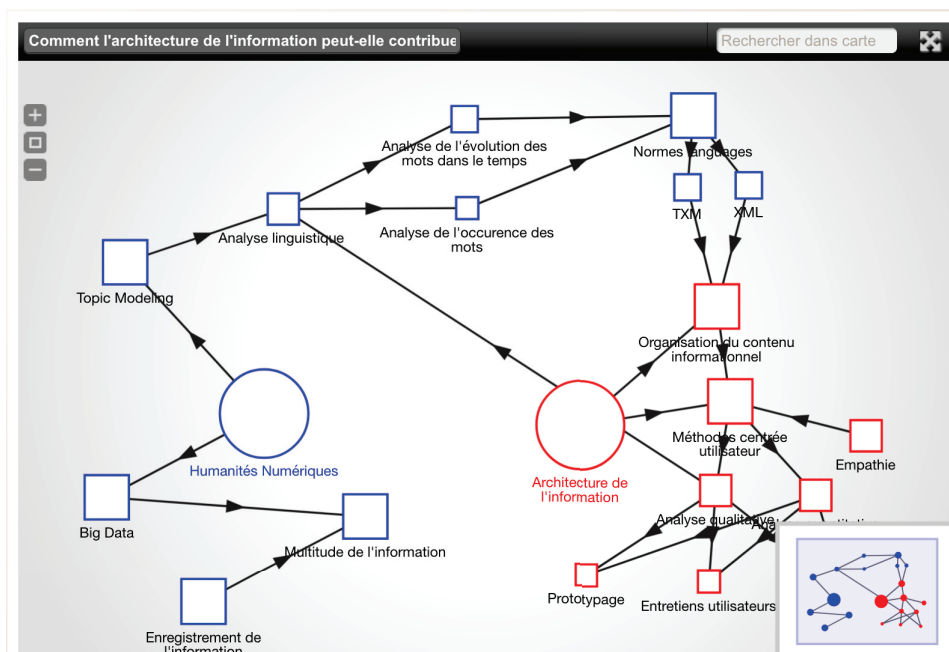 Comment l'architecture de l'information peut-elle contribue
Rechercher dans carte
Analyse de l'évolution des
mots dans le temps
Normes languages
TXM
XML
Analyse linguistique
Analyse de l'occurence des
mots
Topic Modeling
Organisation du contenu
informationnel
Humanités Numériques
Architecture de
l'information
Méthodes centrée
utilisateur
Empathie
Big Data
Multitude de l'information
Analyse qualitative
Prototypage
Entretiens utilisateurs
Enregistrement de
l'information